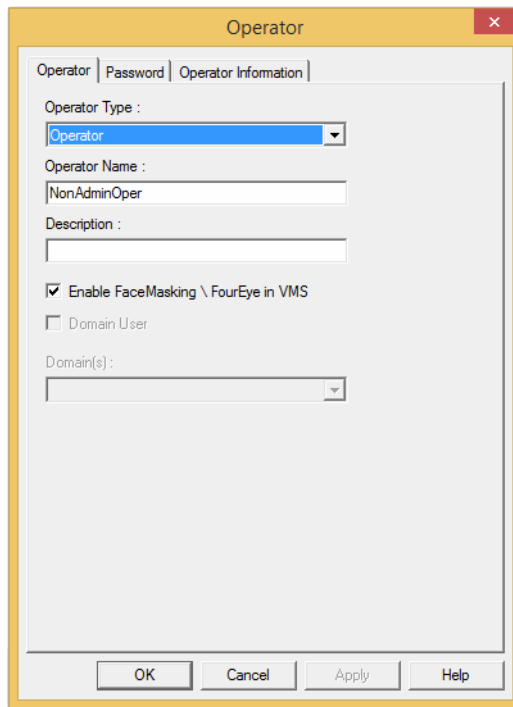 Operator
Operator Password Operator Information
Operator Type :
Operator
Operator Name :
NonAdminOper
Description :
Enable FaceMasking \ FourEye in VMS
Domain User
Domain(s) :
OK Cancel Apply Help